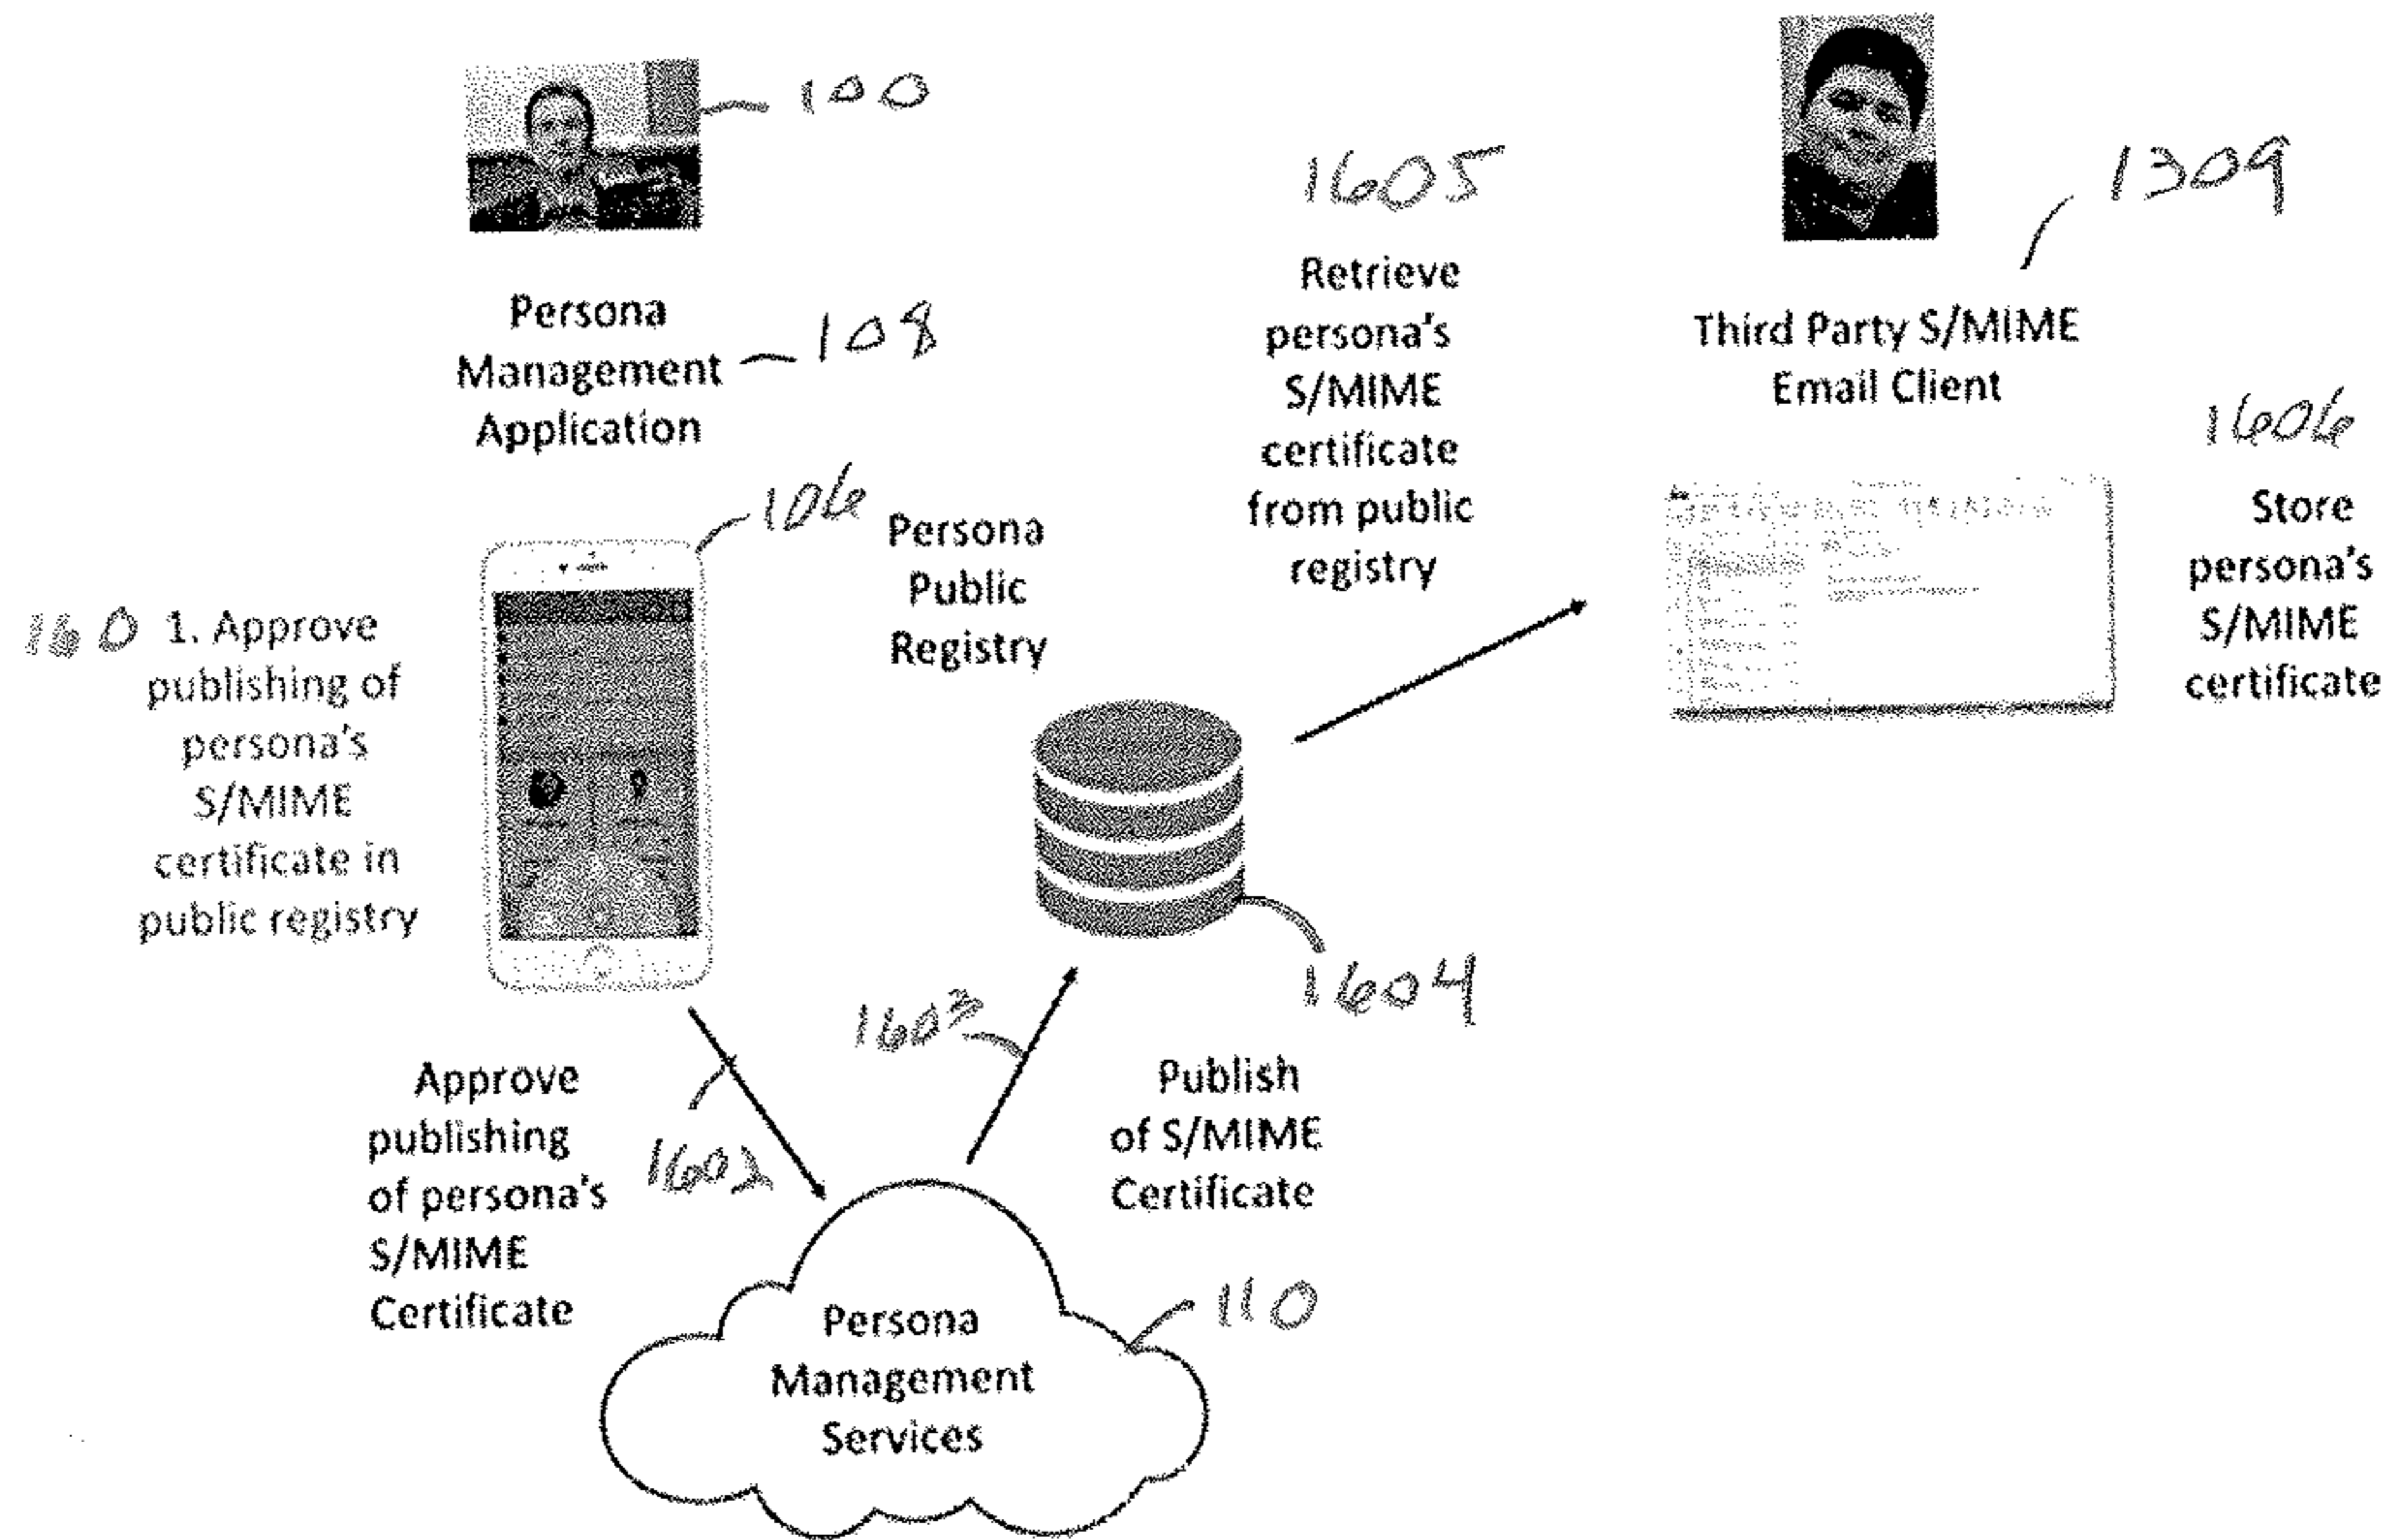 100
Persona
Management
Application
108
106
160 1. Approve
publishing of
persona's
S/MIME
certificate in
public registry
Persona
Public
Registry
1605
Retrieve
persona's
S/MIME
certificate
from public
registry
1309
Third Party S/MIME
Email Client
1606
Store
persona's
S/MIME
certificate
1604
1602
Approve
publishing
of persona's
S/MIME
Certificate
1603
Publish
of S/MIME
Certificate
110
Persona
Management
Services